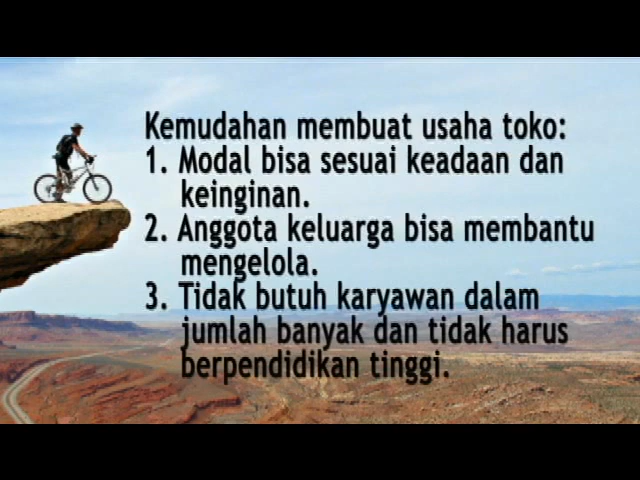 Kemudahan membuat usaha toko:
1. Modal bisa sesuai keadaan dan
keinginan.
2. Anggota keluarga bisa membantu
mengelola.
3. Tidak butuh karyawan dalam
jumlah banyak dan tidak harus
berpendidikan tinggi.